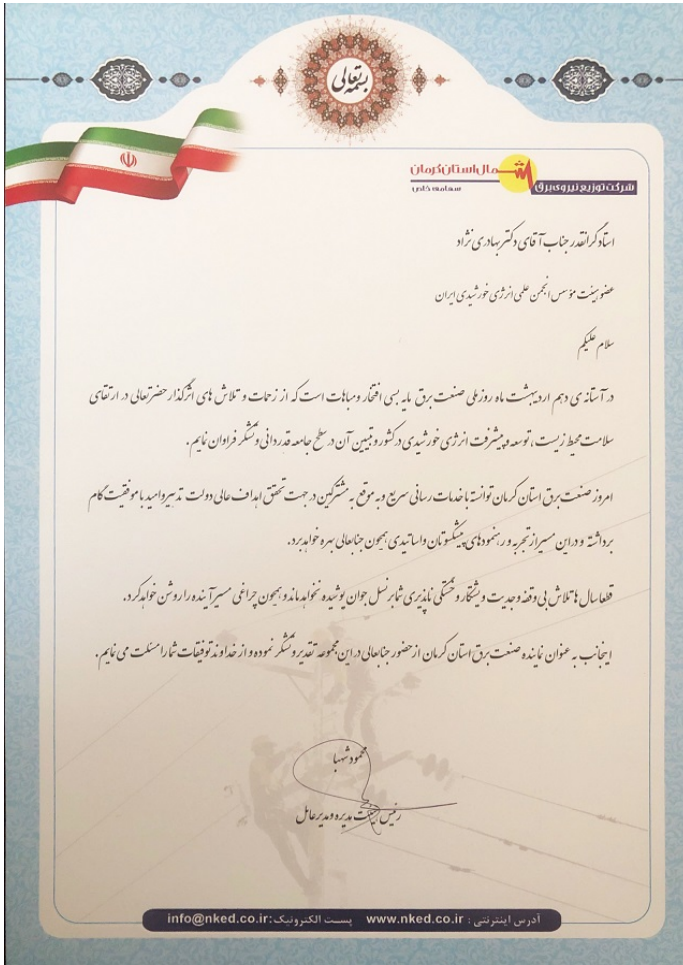 بسمه تعالی
شمال استان کرمان
شرکت توزیع نیروی برق
سهامی خاص
استاد گرانقدر جناب آقای دکتر بهادری نژاد
عضو هیئت مؤسس انجمن علمی انرژی خورشیدی ایران
سلام علیکم
در آستانه ی دهم اردیبهشت ماه روز ملی صنعت برق مایه بسی افتخار و مباهات است که از زحمات و تلاش های اثرگذار حضرتعالی در ارتقای
سلامت محیط زیست، توسعه و پیشرفت انرژی خورشیدی در کشور و تبیین آن در سطح جامعه قدردانی و تشکر فراوان نمایم.
امروز صنعت برق استان کرمان توانسته با خدمات رسانی سریع و به موقع به مشترکین در جهت تحقق اهداف عالی دولت تدبیر و امید با موفقیت گام
برداشته و در این مسیر از تجربه و رهنمودهای پیشکسوتان و اساتیدی همچون جنابعالی بهره خواهد برد.
قطعا سال ها تلاش بی وقفه و جدیت و پشتکار و خستگی ناپذیری شما بر نسل جوان پوشیده نخواهد ماند و همچون چراغی مسیر آینده را روشن خواهد کرد.
اینجانب به عنوان نماینده صنعت برق استان کرمان از حضور جنابعالی در این مجموعه تقدیر و تشکر نموده و از خداوند توفیقات شما را مسئلت می نمایم.
محمود شهبا
رئیس هیئت مدیره و مدیرعامل
آدرس اینترنتی : www.nked.co.ir پست الکترونیک: info@nked.co.ir